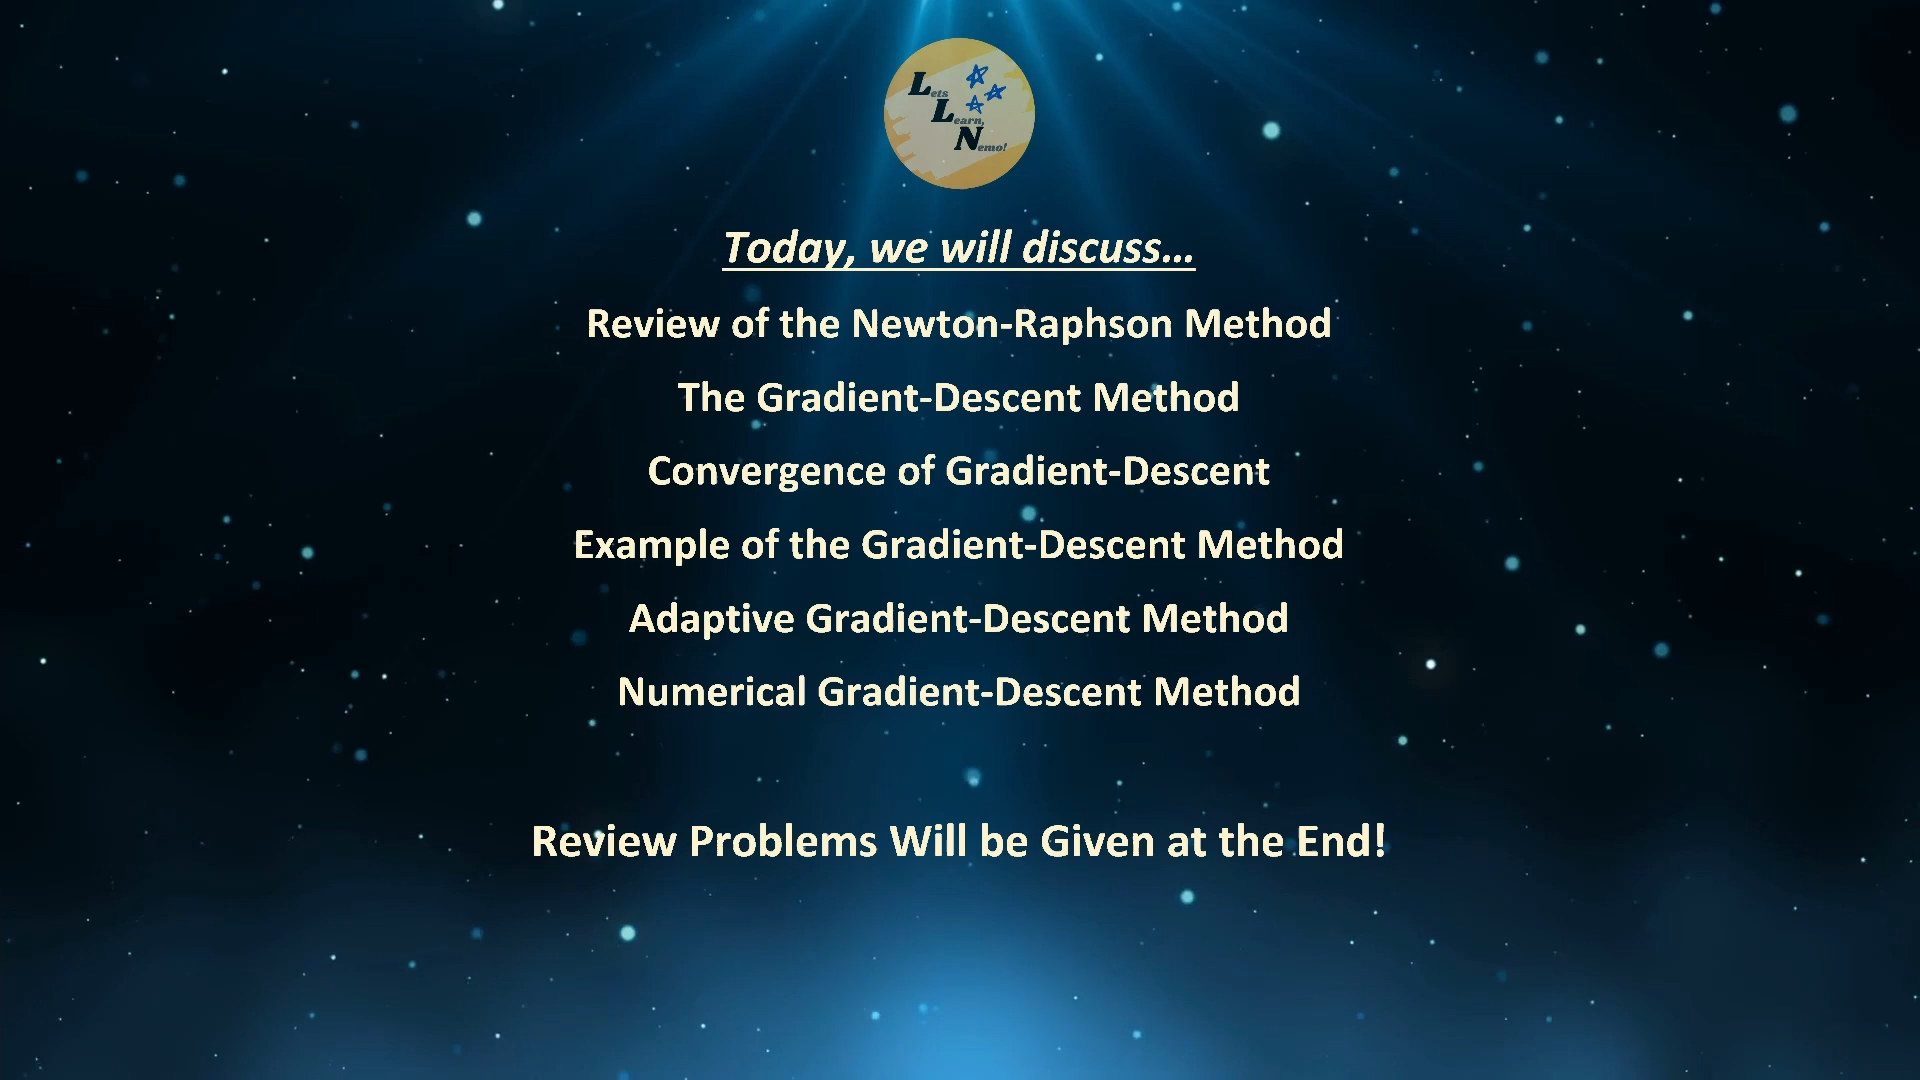 Lets
Learn,
Nemo!
Today, we will discuss...
Review of the Newton-Raphson Method
The Gradient-Descent Method
Convergence of Gradient-Descent
Example of the Gradient-Descent Method
Adaptive Gradient-Descent Method
Numerical Gradient-Descent Method
Review Problems Will be Given at the End!